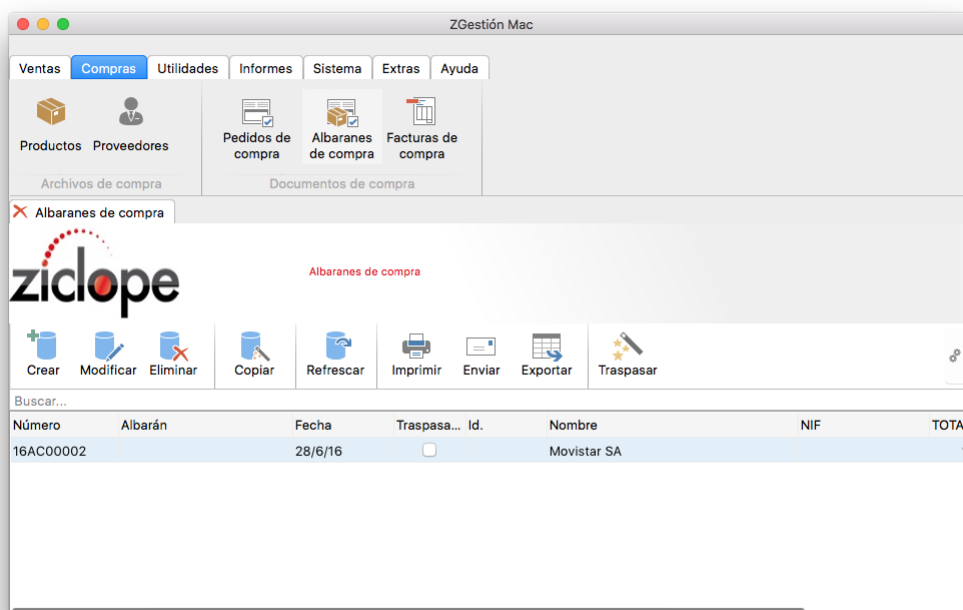 ZGestión Mac
Ventas Compras Utilidades Informes Sistema Extras Ayuda
Productos Proveedores Pedidos de compra Albaranes de compra Facturas de compra
Archivos de compra Documentos de compra
Albaranes de compra
ziclope
Albaranes de compra
Crear Modificar Eliminar Copiar Refrescar Imprimir Enviar Exportar Traspasar
Buscar...
Número Albarán Fecha Traspasa... Id. Nombre NIF TOTA
16AC00002 28/6/16 Movistar SA